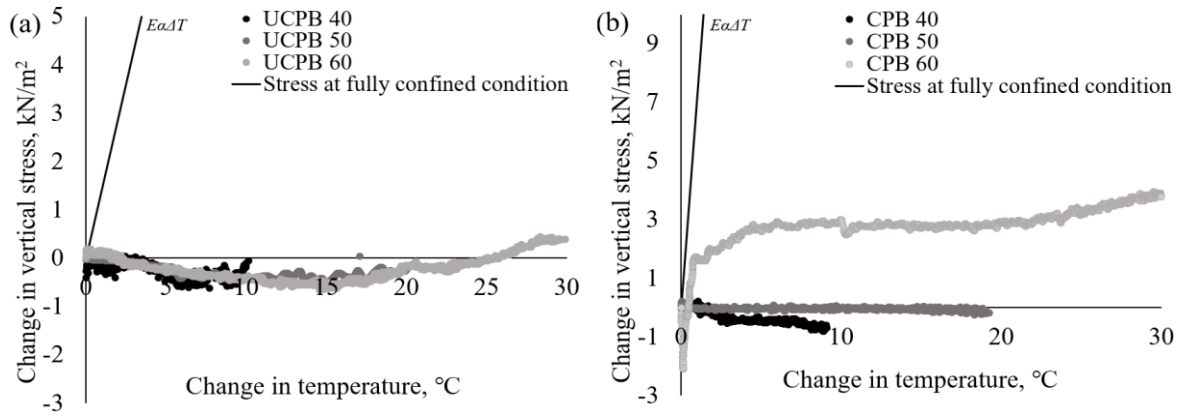 (a)
Change in vertical stress, kN/m²
5
4
3
2
1
0
-1
-2
-3
EαΔT
UCPB 40
UCPB 50
UCPB 60
Stress at fully confined condition
0
5
10
15
20
25
30
Change in temperature, °C
(b)
Change in vertical stress, kN/m²
9
7
5
3
1
-1
-3
EαΔT
CPB 40
CPB 50
CPB 60
Stress at fully confined condition
0
10
20
30
Change in temperature, °C